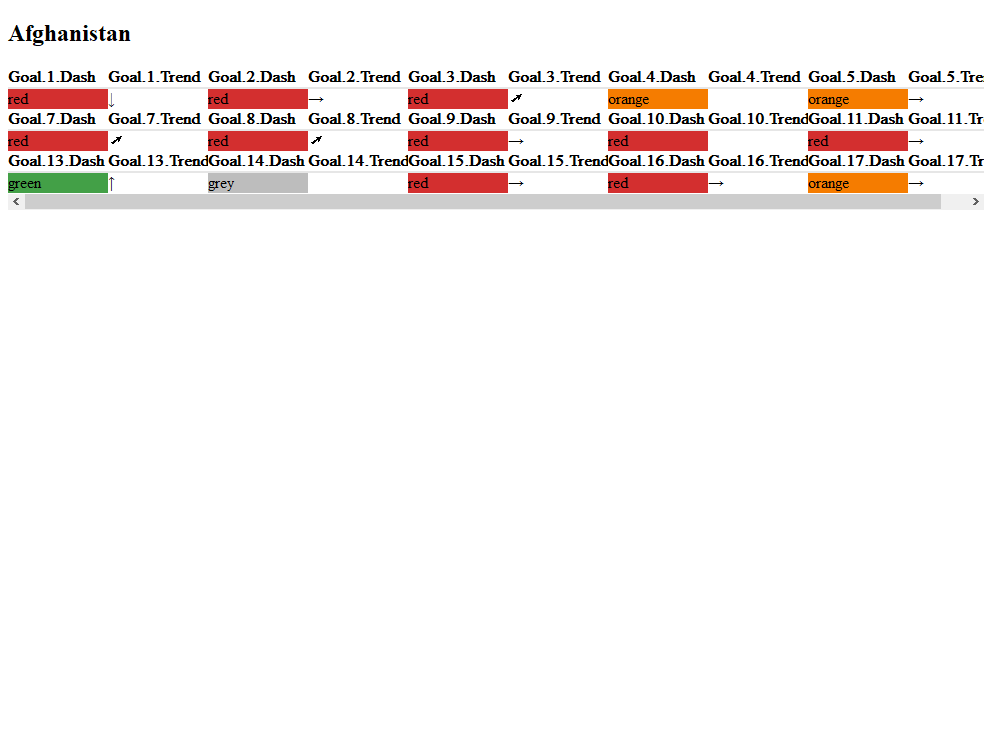 Afghanistan
Goal.1.Dash Goal.1.Trend Goal.2.Dash Goal.2.Trend Goal.3.Dash Goal.3.Trend Goal.4.Dash Goal.4.Trend Goal.5.Dash Goal.5.Tre
red ↓ red → red ↗ orange orange →
Goal.7.Dash Goal.7.Trend Goal.8.Dash Goal.8.Trend Goal.9.Dash Goal.9.Trend Goal.10.Dash Goal.10.Trend Goal.11.Dash Goal.11.Tr
red ↗ red ↗ red → red red →
Goal.13.Dash Goal.13.Trend Goal.14.Dash Goal.14.Trend Goal.15.Dash Goal.15.Trend Goal.16.Dash Goal.16.Trend Goal.17.Dash Goal.17.Tr
green ↑ grey red → red → orange →